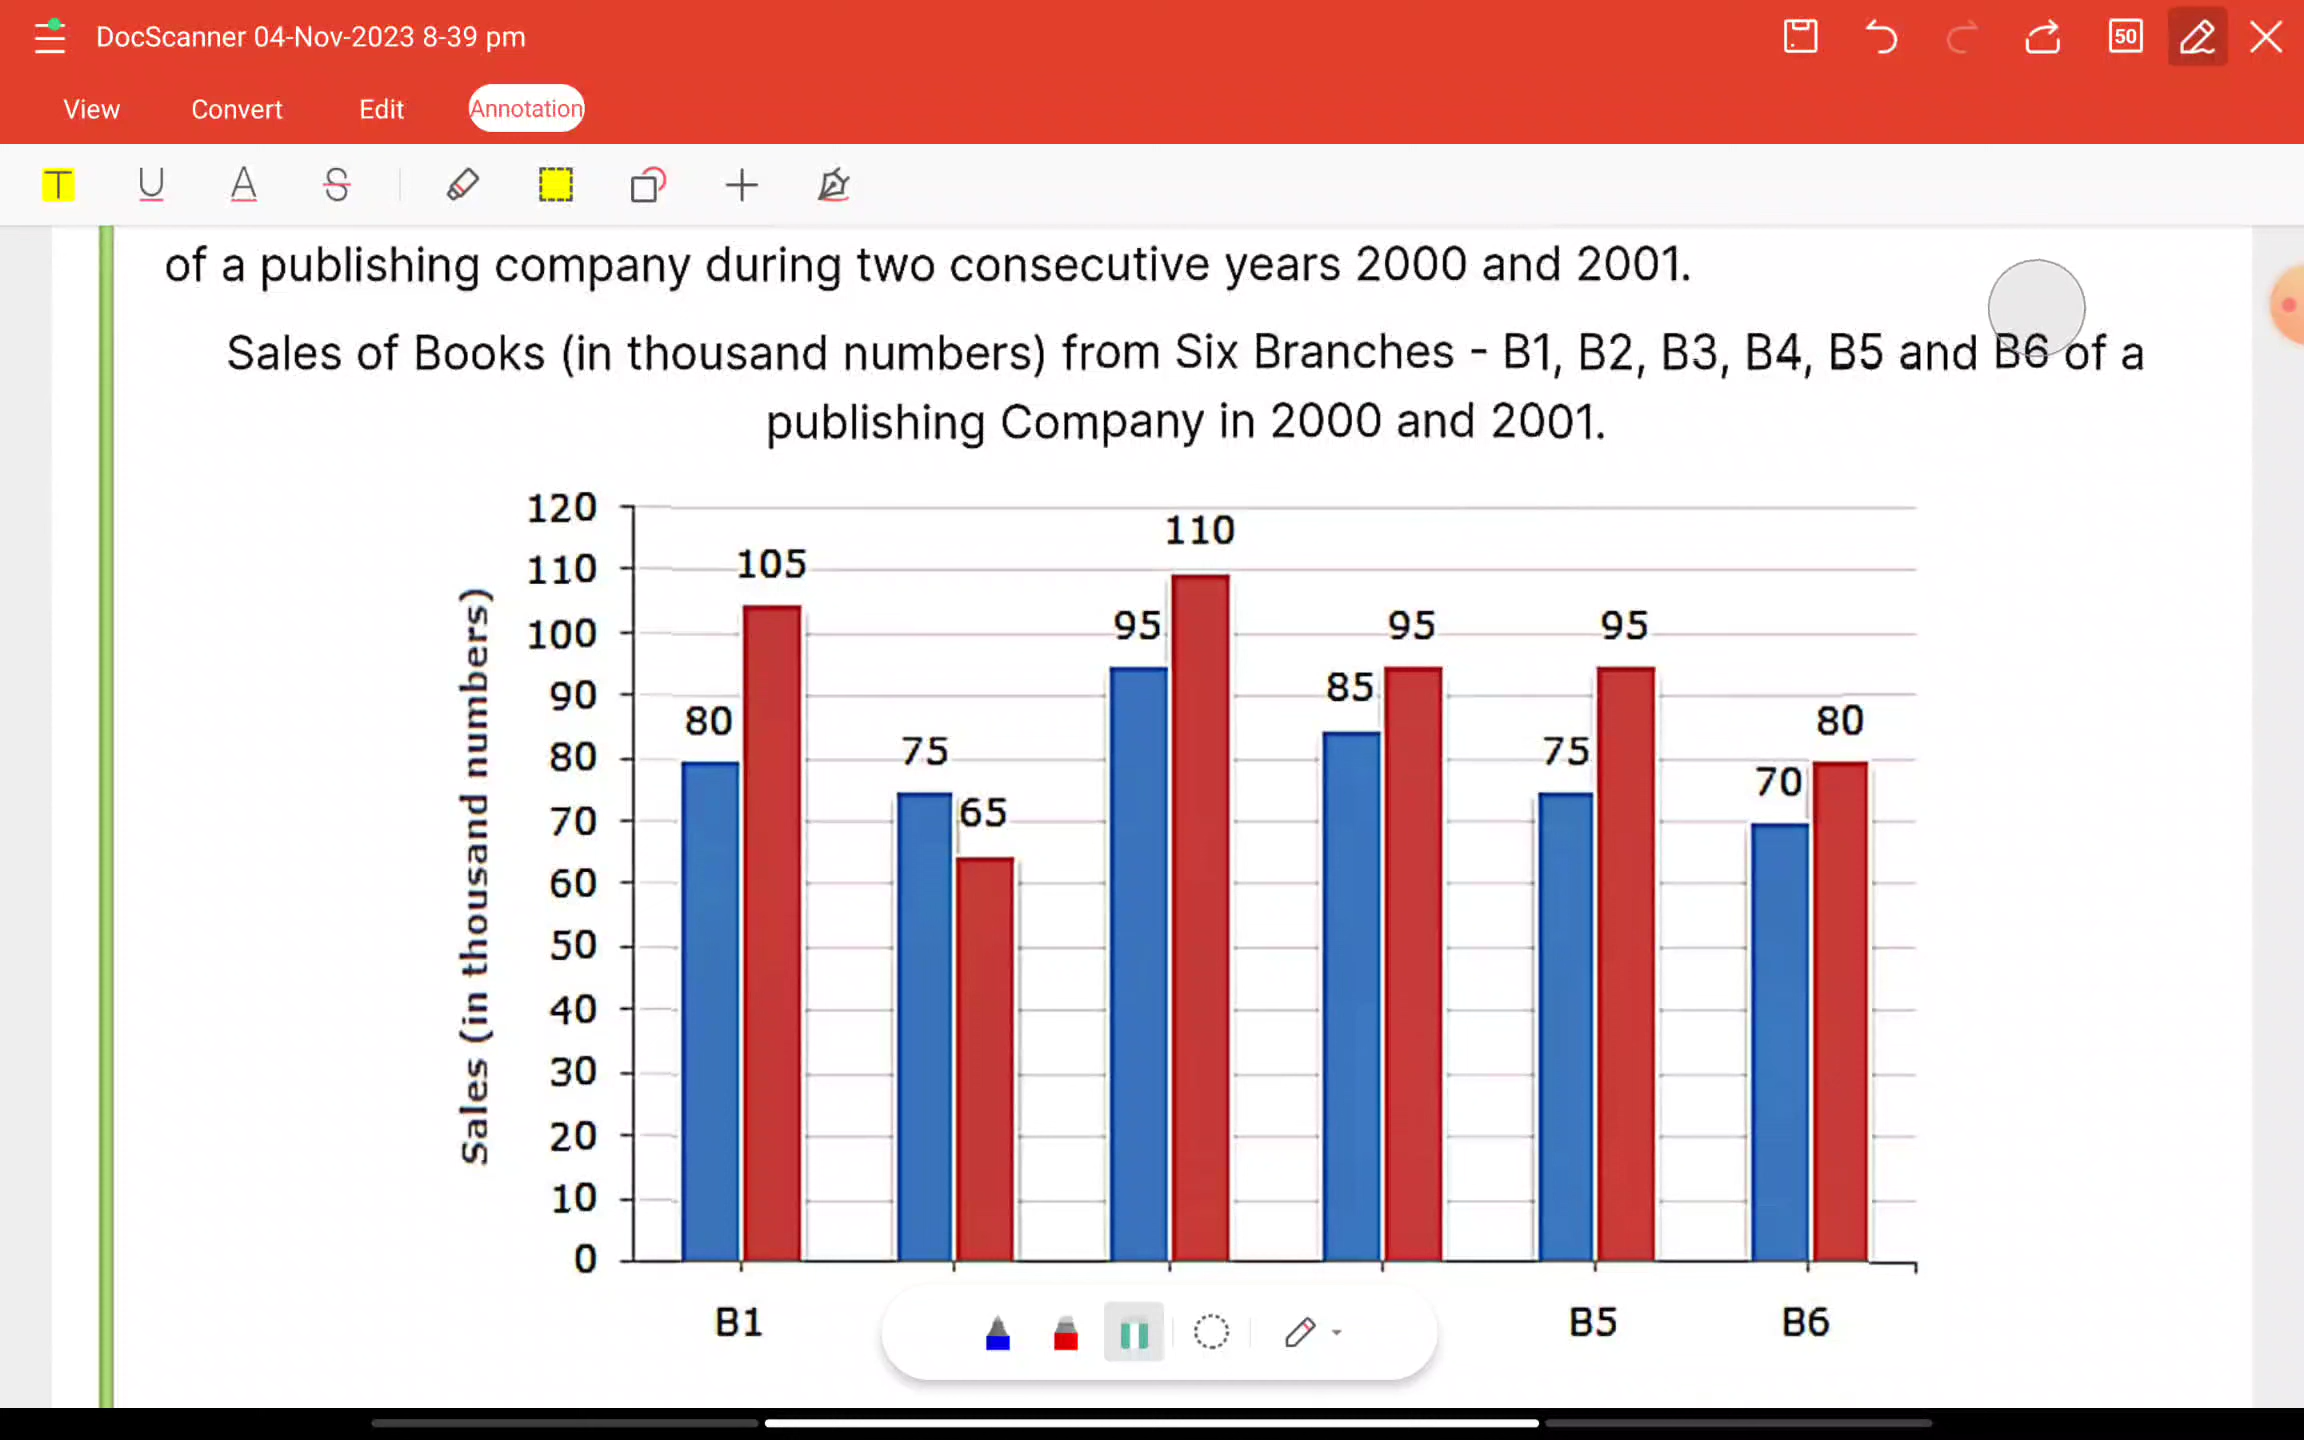 DocScanner 04-Nov-2023 8-39 pm
50
View Convert Edit Annotation
T U A S
of a publishing company during two consecutive years 2000 and 2001.
Sales of Books (in thousand numbers) from Six Branches - B1, B2, B3, B4, B5 and B6 of a
publishing Company in 2000 and 2001.
Sales (in thousand numbers)
120
110
100
90
80
70
60
50
40
30
20
10
0
80 105
75 65
95 110
85 95
75 95
70 80
B1 B5 B6